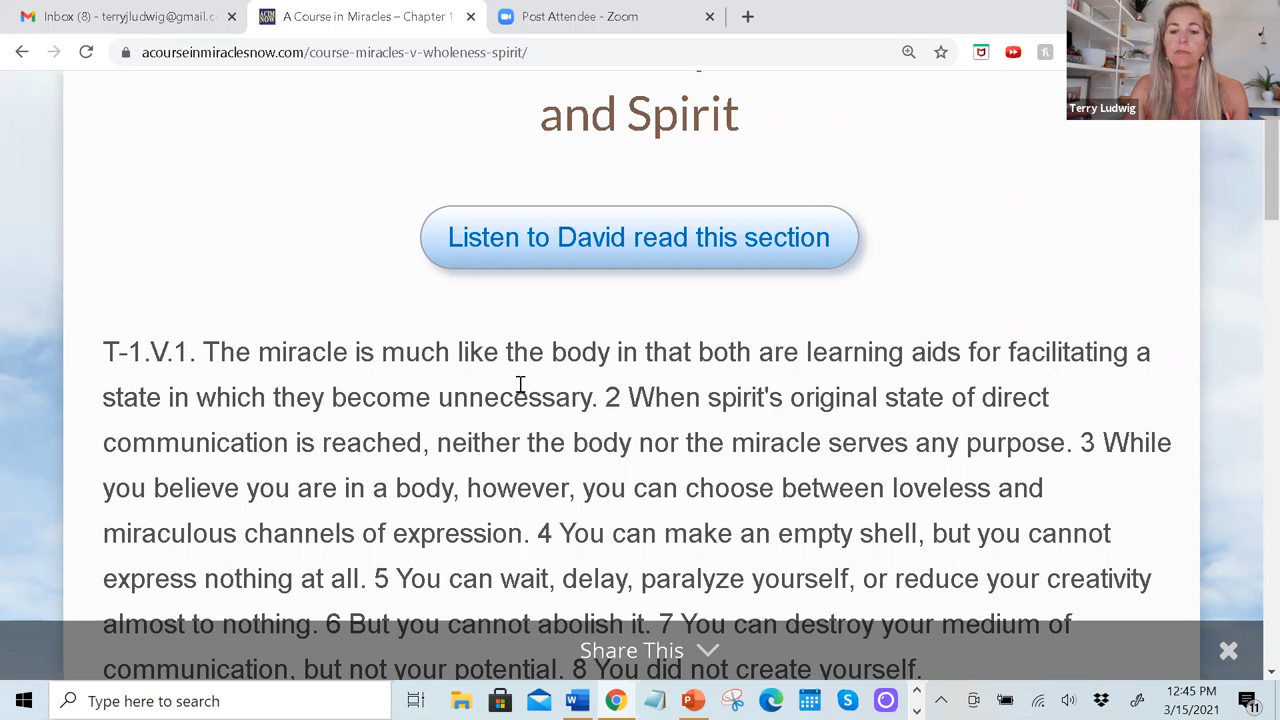 Inbox (8) - terryjludwig@gmail.c
A Course in Miracles – Chapter 1
Post Attendee - Zoom
acourseinmiraclesnow.com/course-miracles-v-wholeness-spirit/
Terry Ludwig
and Spirit
Listen to David read this section
T-1.V.1. The miracle is much like the body in that both are learning aids for facilitating a
state in which they become unnecessary. 2 When spirit's original state of direct
communication is reached, neither the body nor the miracle serves any purpose. 3 While
you believe you are in a body, however, you can choose between loveless and
miraculous channels of expression. 4 You can make an empty shell, but you cannot
express nothing at all. 5 You can wait, delay, paralyze yourself, or reduce your creativity
almost to nothing. 6 But you cannot abolish it. 7 You can destroy your medium of
communication, but not your potential. 8 You did not create yourself.
Share This
Type here to search
12:45 PM
3/15/2021
11